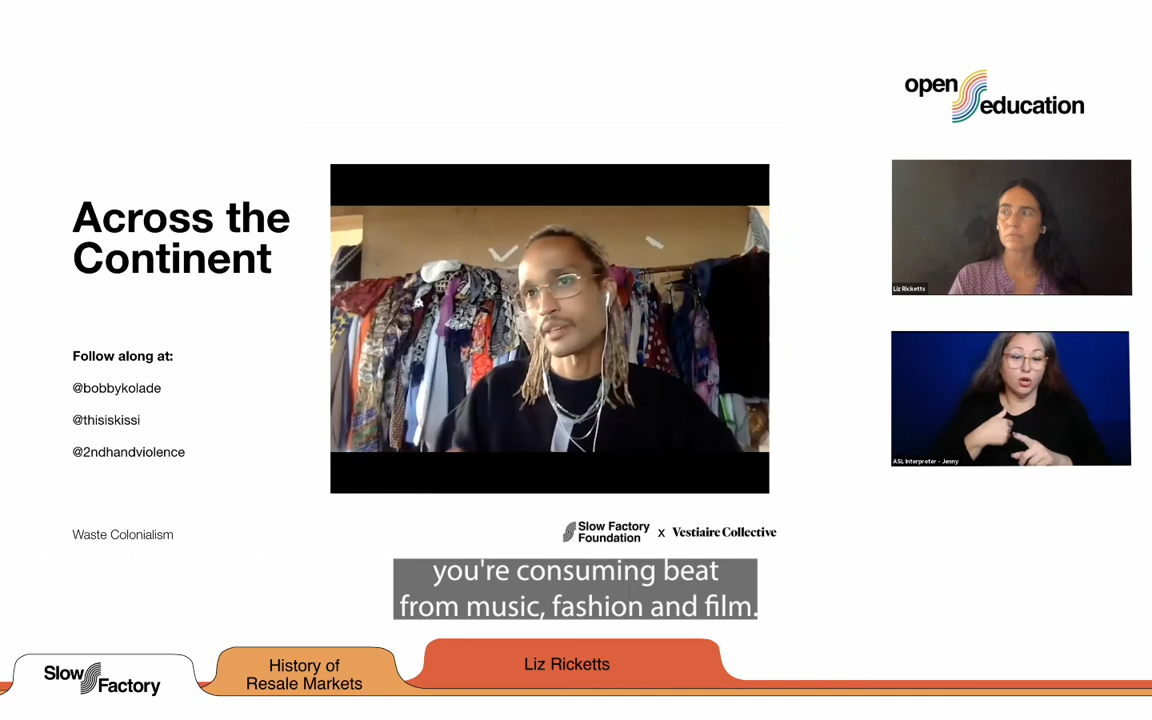 open
education
Across the
Continent
Follow along at:
@bobbykolade
@thisiskissi
@2ndhandviolence
Liz Ricketts
ASL Interpreter - Jenny
Waste Colonialism
Slow Factory
Foundation
x
Vestiaire Collective
you're consuming beat
from music, fashion and film.
Slow
Factory
History of
Resale Markets
Liz Ricketts